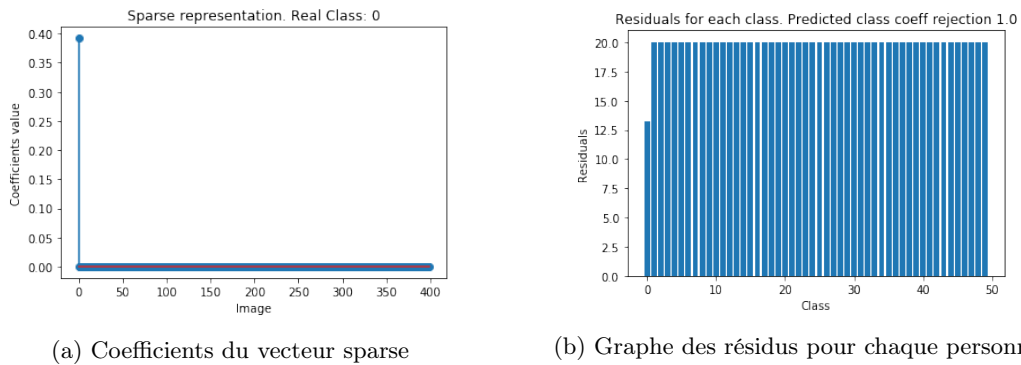 Sparse representation. Real Class: 0
0.40
0.35
0.30
0.25
0.20
0.15
0.10
0.05
0.00
Coefficients value
0 50 100 150 200 250 300 350 400
Image
(a) Coefficients du vecteur sparse
Residuals for each class. Predicted class coeff rejection 1.0
20.0
17.5
15.0
12.5
10.0
7.5
5.0
2.5
0.0
Residuals
0 10 20 30 40 50
Class
(b) Graphe des résidus pour chaque person